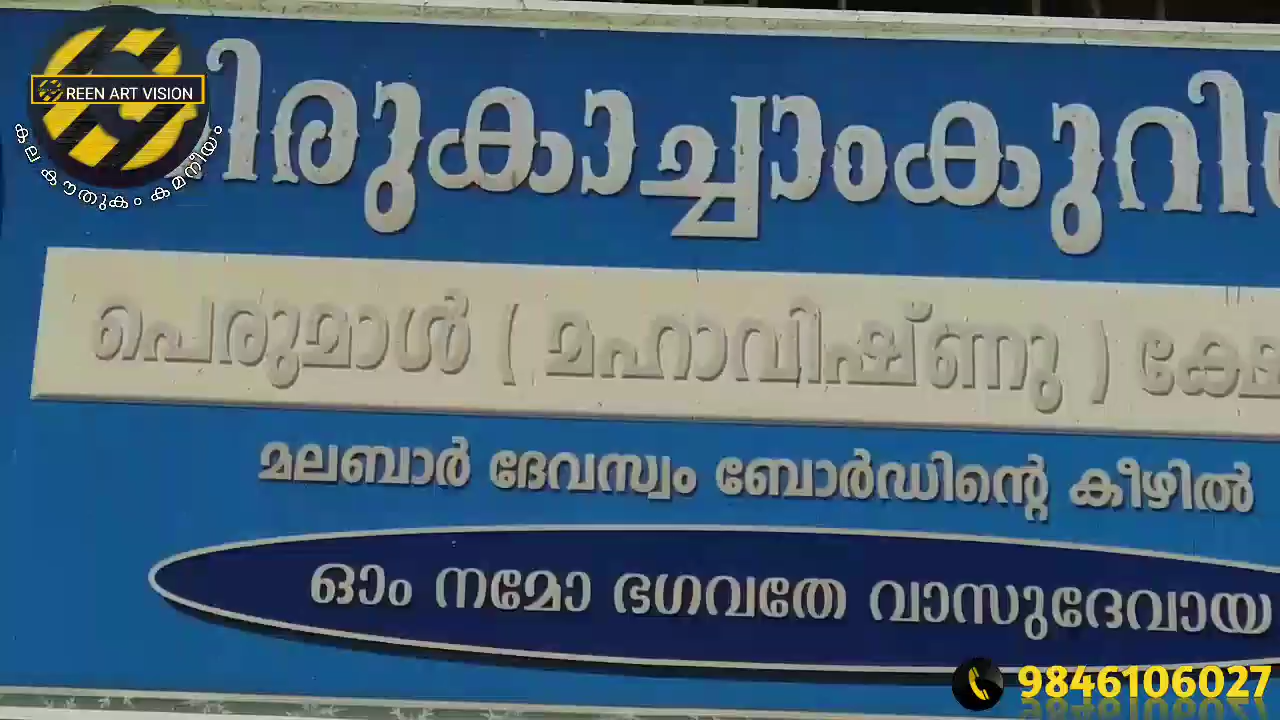 REEN ART VISION
കല കൗതുകം കമനീയം
പെരുമാൾ ( മഹാവിഷ്ണു )
മലബാർ ദേവസ്വം ബോർഡിന്റെ കീഴിൽ
ഓം നമോ ഭഗവതേ വാസുദേവായ
9846106027